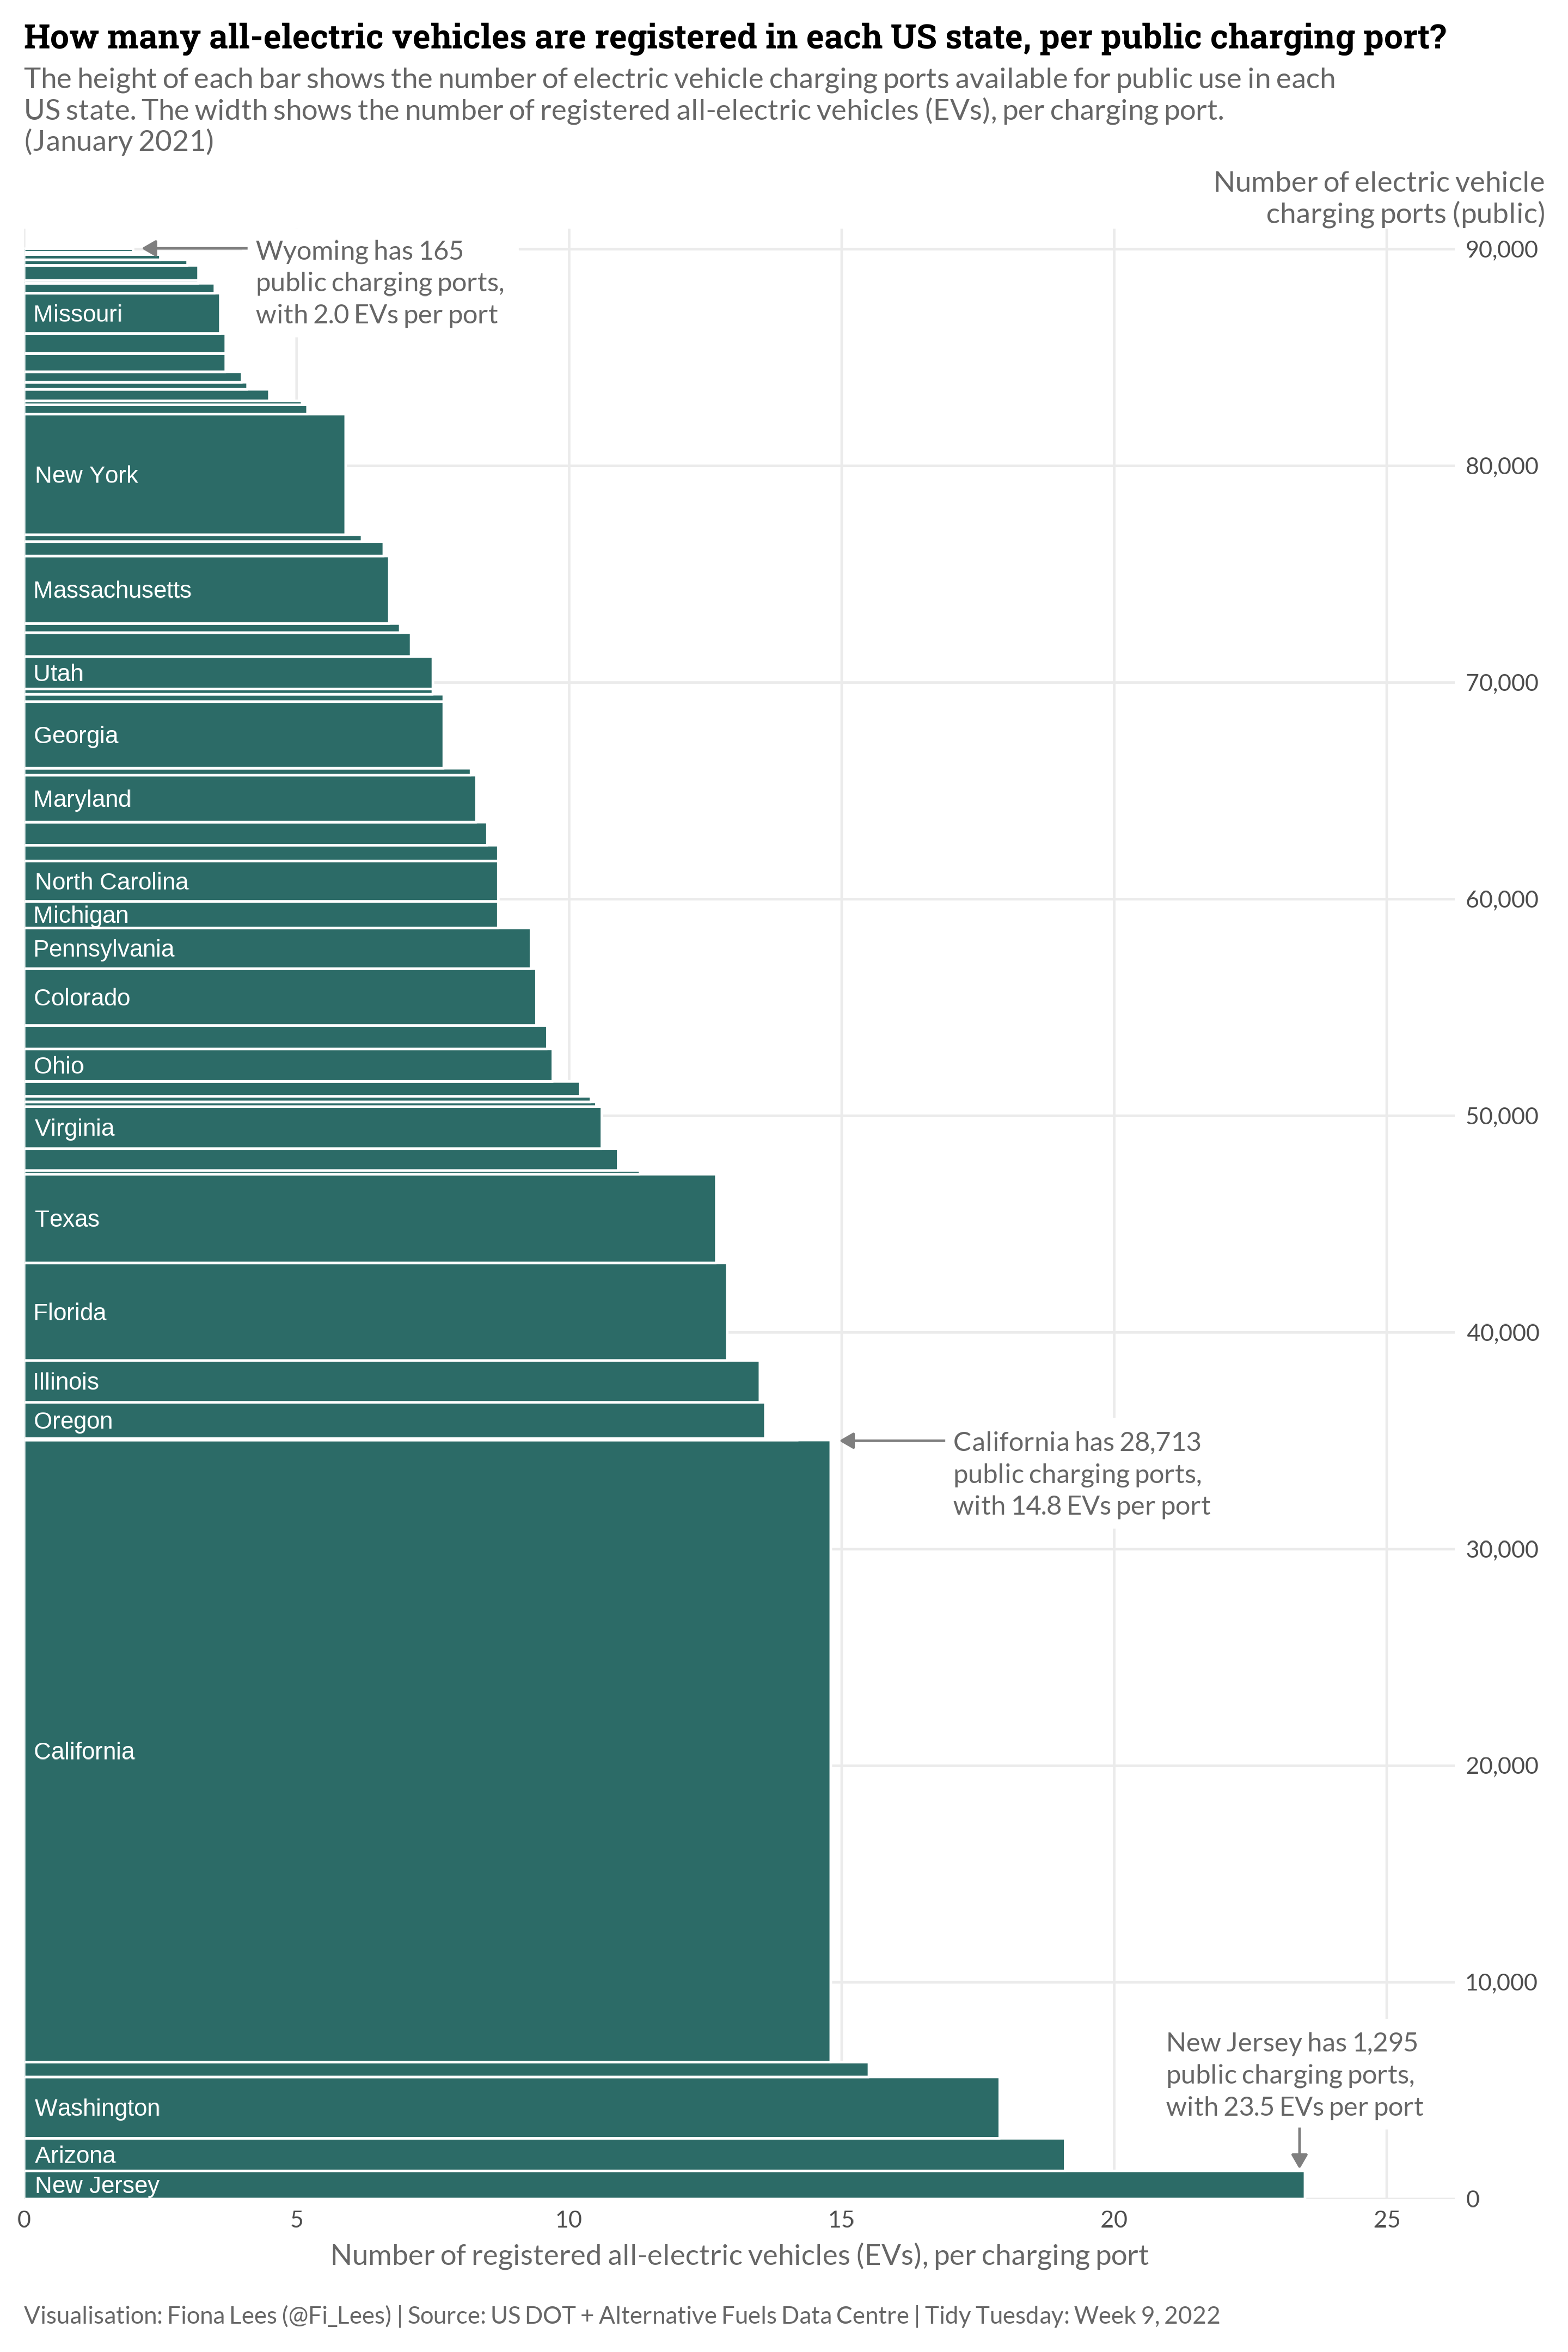 How many all-electric vehicles are registered in each US state, per public charging port?
The height of each bar shows the number of electric vehicle charging ports available for public use in each
US state. The width shows the number of registered all-electric vehicles (EVs), per charging port.
(January 2021)
Number of electric vehicle
charging ports (public)
Wyoming has 165
public charging ports,
with 2.0 EVs per port
90,000
Missouri
New York
80,000
Massachusetts
Utah
70,000
Georgia
Maryland
North Carolina
60,000
Michigan
Pennsylvania
Colorado
Ohio
50,000
Virginia
Texas
Florida
40,000
Illinois
Oregon
California has 28,713
public charging ports,
with 14.8 EVs per port
30,000
California
20,000
10,000
New Jersey has 1,295
public charging ports,
with 23.5 EVs per port
Washington
Arizona
New Jersey
0
0 5 10 15 20 25
Number of registered all-electric vehicles (EVs), per charging port
Visualisation: Fiona Lees (@Fi_Lees) | Source: US DOT + Alternative Fuels Data Centre | Tidy Tuesday: Week 9, 2022